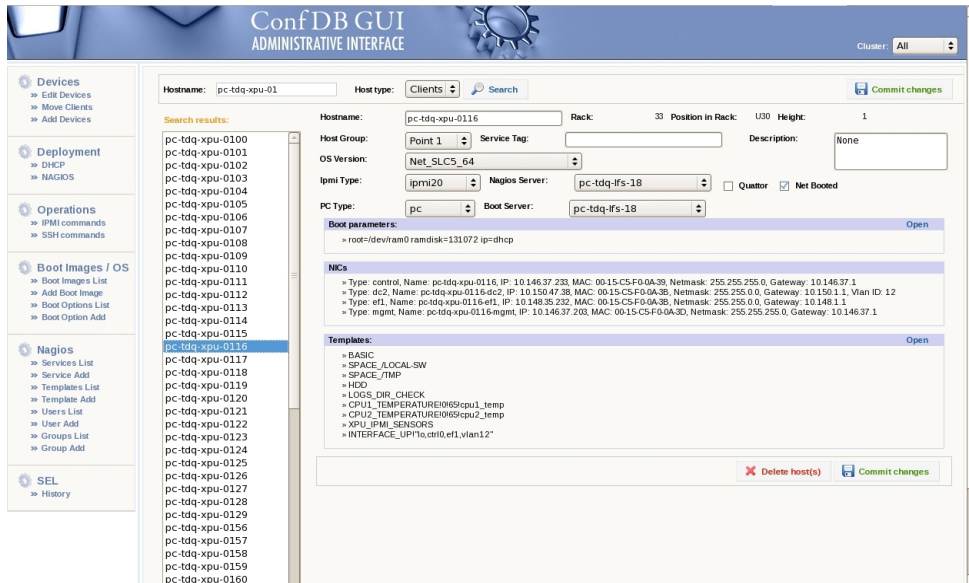 ConfDB GUI
ADMINISTRATIVE INTERFACE
Cluster: All
Devices
» Edit Devices
» Move Clients
» Add Devices
Deployment
» DHCP
» NAGIOS
Operations
» IPMI commands
» SSH commands
Boot Images / OS
» Boot Images List
» Add Boot Image
» Boot Options List
» Boot Option Add
Nagios
» Services List
» Service Add
» Templates List
» Template Add
» Users List
» User Add
» Groups List
» Group Add
SEL
» History
Hostname: pc-tdq-xpu-01 Host type: Clients Search Commit changes
Search results:
pc-tdq-xpu-0100
pc-tdq-xpu-0101
pc-tdq-xpu-0102
pc-tdq-xpu-0103
pc-tdq-xpu-0104
pc-tdq-xpu-0105
pc-tdq-xpu-0106
pc-tdq-xpu-0107
pc-tdq-xpu-0108
pc-tdq-xpu-0109
pc-tdq-xpu-0110
pc-tdq-xpu-0111
pc-tdq-xpu-0112
pc-tdq-xpu-0113
pc-tdq-xpu-0114
pc-tdq-xpu-0115
pc-tdq-xpu-0116
pc-tdq-xpu-0117
pc-tdq-xpu-0118
pc-tdq-xpu-0119
pc-tdq-xpu-0120
pc-tdq-xpu-0121
pc-tdq-xpu-0122
pc-tdq-xpu-0123
pc-tdq-xpu-0124
pc-tdq-xpu-0125
pc-tdq-xpu-0126
pc-tdq-xpu-0127
pc-tdq-xpu-0128
pc-tdq-xpu-0129
pc-tdq-xpu-0156
pc-tdq-xpu-0157
pc-tdq-xpu-0158
pc-tdq-xpu-0159
pc-tdq-xpu-0160
Hostname: pc-tdq-xpu-0116 Rack: 33 Position in Rack: U30 Height: 1
Host Group: Point 1 Service Tag: Description: None
OS Version: Net_SLC5_64
Ipmi Type: ipmi20 Nagios Server: pc-tdq-lfs-18 Quattor Net Booted
PC Type: pc Boot Server: pc-tdq-lfs-18
Boot parameters: Open
» root=/dev/ram0 ramdisk=131072 ip=dhcp
NICs
» Type: control, Name: pc-tdq-xpu-0116, IP: 10.146.37.233, MAC: 00-15-C5-F0-0A-39, Netmask: 255.255.255.0, Gateway: 10.146.37.1
» Type: dc2, Name: pc-tdq-xpu-0116-dc2, IP: 10.150.47.38, MAC: 00-15-C5-F0-0A-3B, Netmask: 255.255.0.0, Gateway: 10.150.1.1, Vlan ID: 12
» Type: ef1, Name: pc-tdq-xpu-0116-ef1, IP: 10.148.35.232, MAC: 00-15-C5-F0-0A-3B, Netmask: 255.255.0.0, Gateway: 10.148.1.1
» Type: mgmt, Name: pc-tdq-xpu-0116-mgmt, IP: 10.146.37.203, MAC: 00-15-C5-F0-0A-3D, Netmask: 255.255.255.0, Gateway: 10.146.37.1
Templates: Open
» BASIC
» SPACE_/LOCAL-SW
» SPACE_/TMP
» HDD
» LOGS_DIR_CHECK
» CPU1_TEMPERATURE!0!65!cpu1_temp
» CPU2_TEMPERATURE!0!65!cpu2_temp
» XPU_IPMI_SENSORS
» INTERFACE_UP!"lo,ctrl0,ef1,vlan12"
Delete host(s) Commit changes